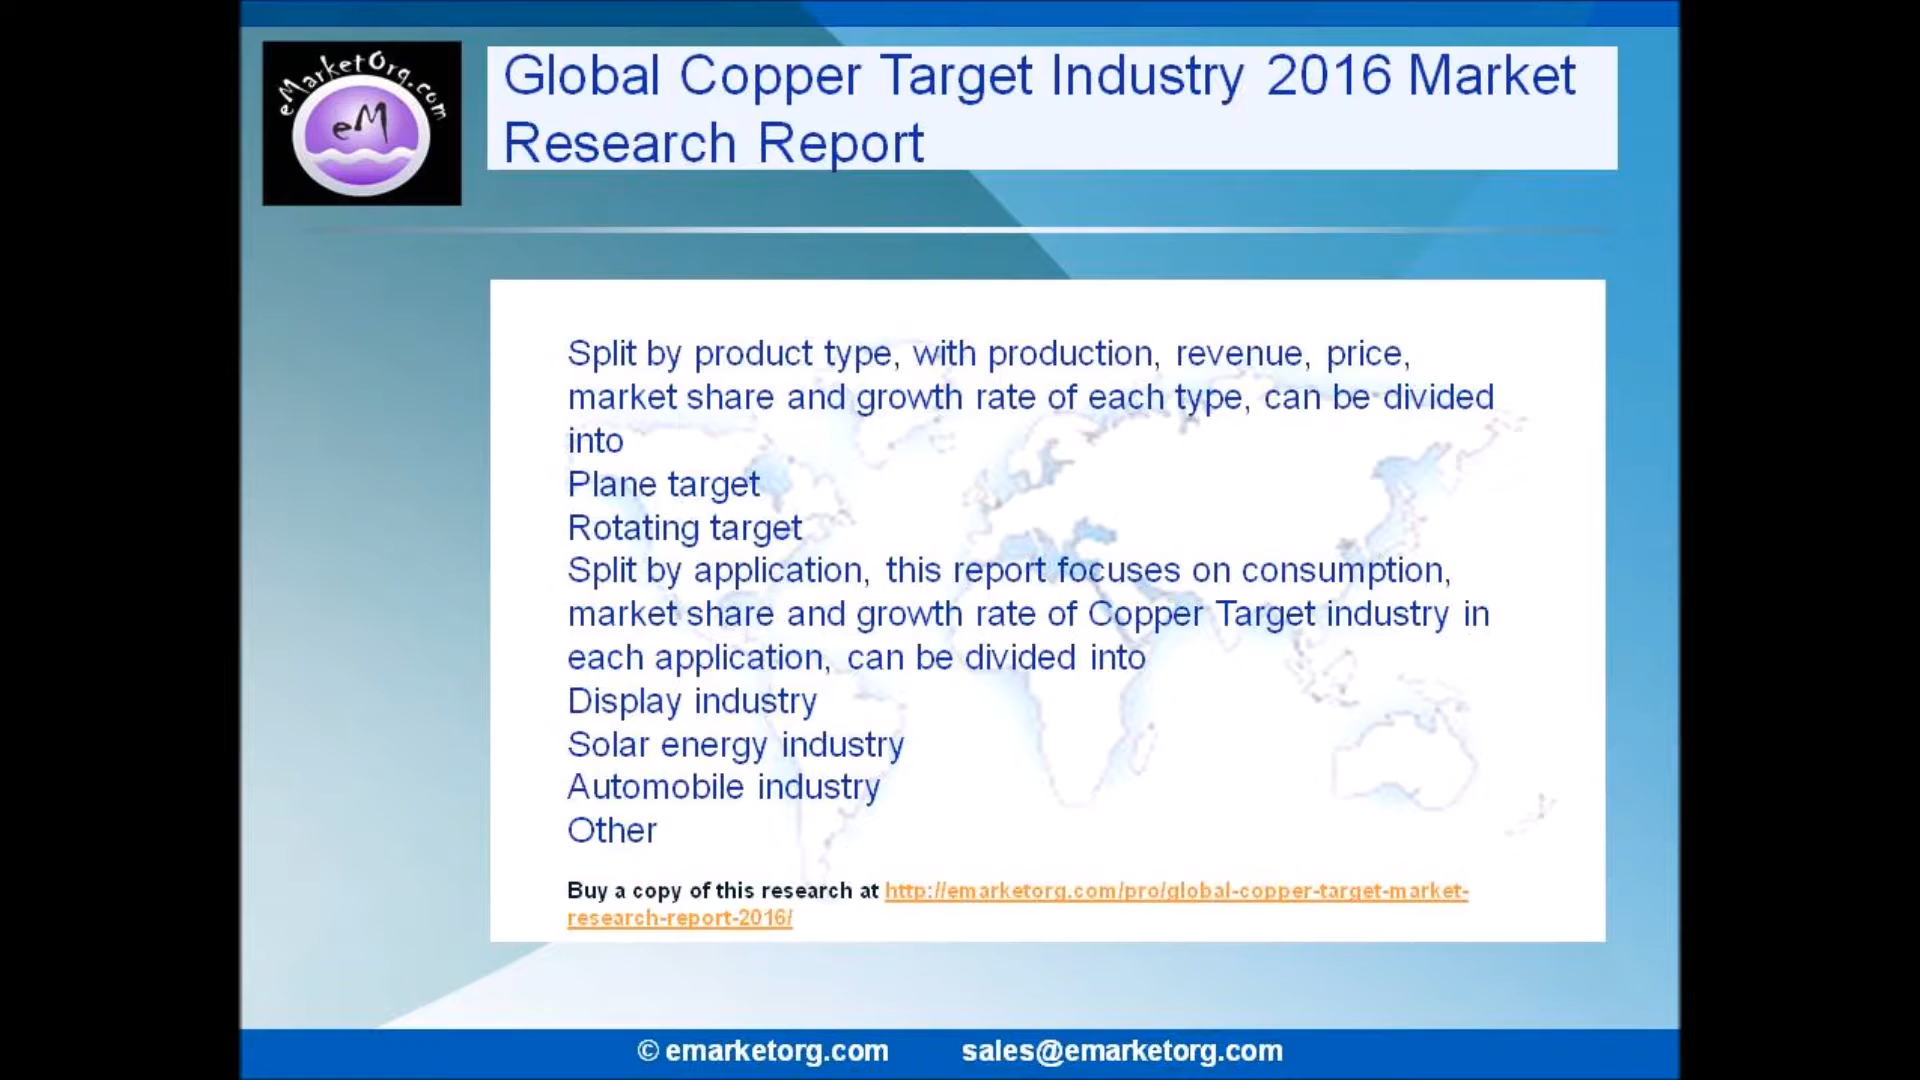 eMarketOrg.com
eM
Global Copper Target Industry 2016 Market
Research Report
Split by product type, with production, revenue, price,
market share and growth rate of each type, can be divided
into
Plane target
Rotating target
Split by application, this report focuses on consumption,
market share and growth rate of Copper Target industry in
each application, can be divided into
Display industry
Solar energy industry
Automobile industry
Other
Buy a copy of this research at http://emarketorg.com/pro/global-copper-target-market-
research-report-2016/
© emarketorg.com sales@emarketorg.com